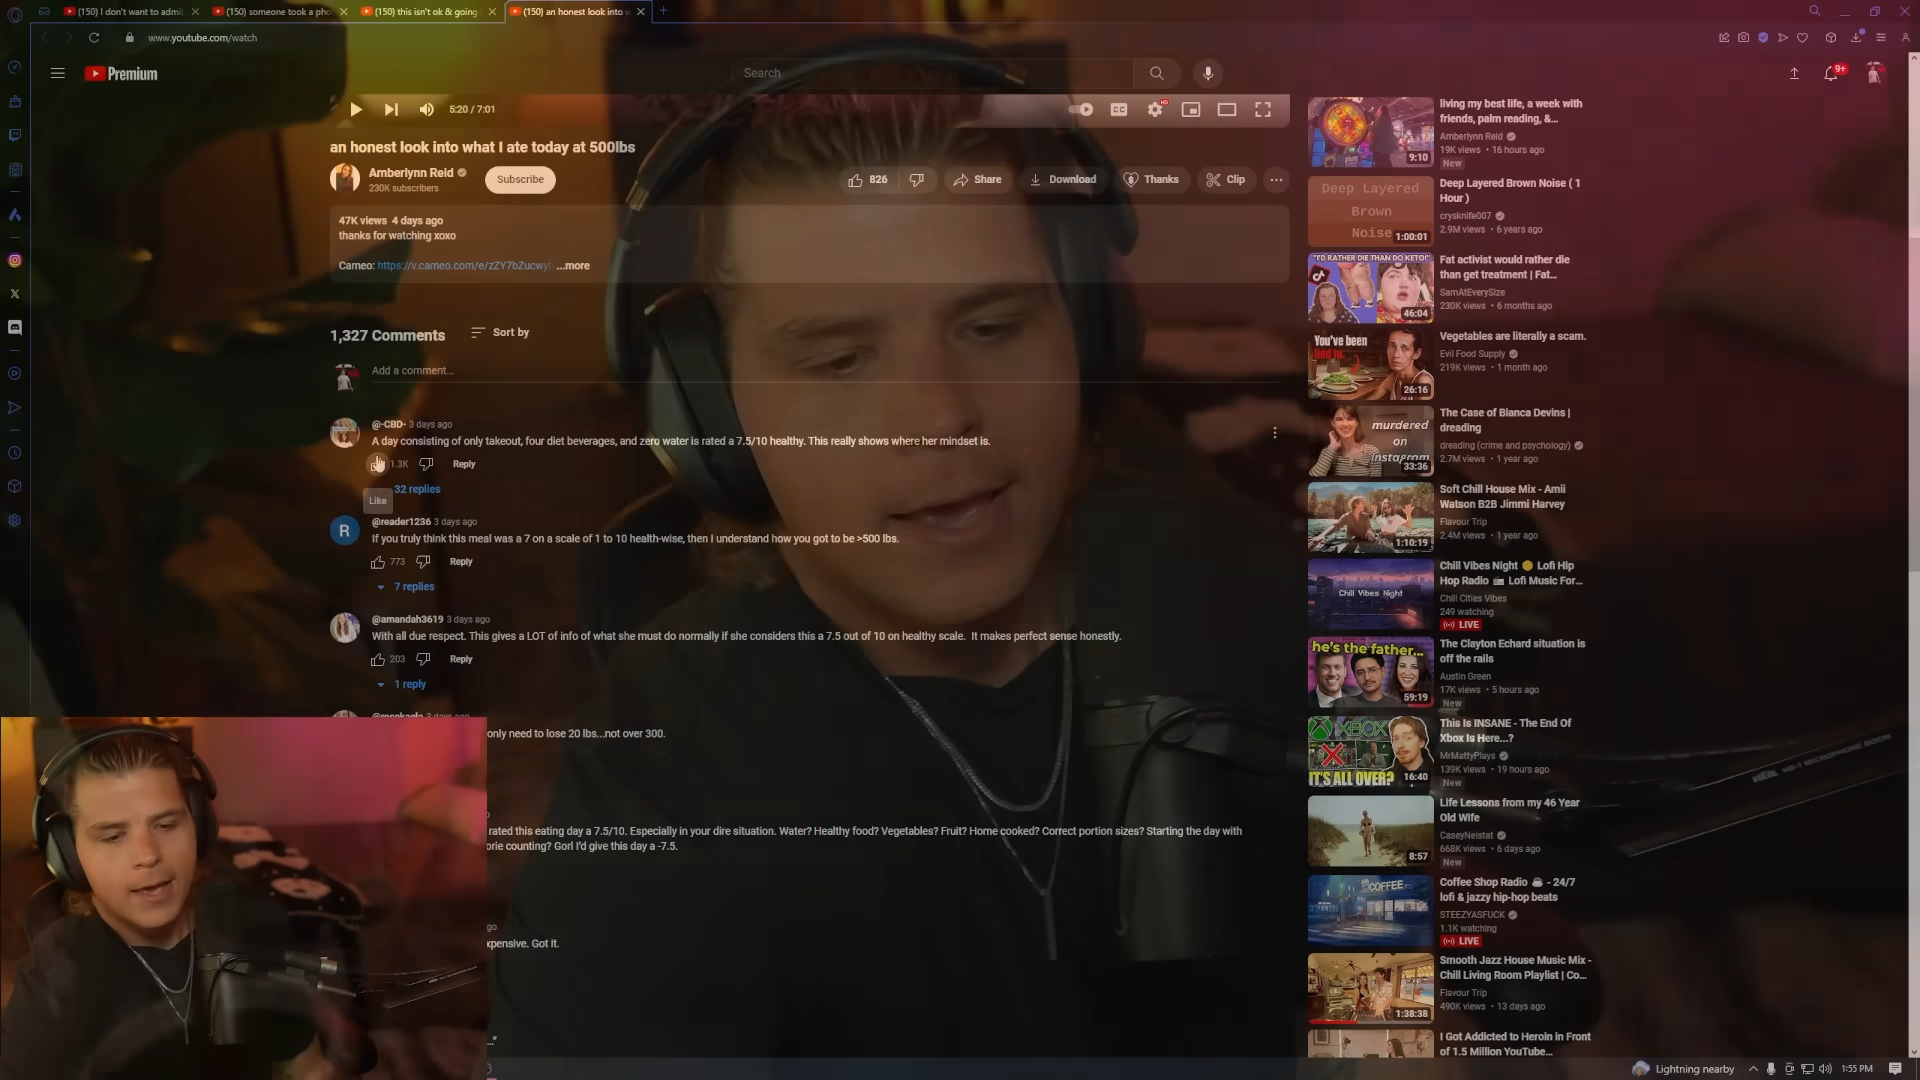 (150) I don't want to admi
(150) someone took a pho
(150) this isn't ok & going
(150) an honest look into w
www.youtube.com/watch
Premium
Search
9+
5:20 / 7:01
CC
HD
an honest look into what I ate today at 500lbs
Amberlynn Reid
230K subscribers
Subscribe
826
Share
Download
Thanks
Clip
47K views 4 days ago
thanks for watching xoxo
Cameo: https://v.cameo.com/e/zZY7bZucwyb ...more
1,327 Comments
Sort by
Add a comment...
@-CBD- 3 days ago
A day consisting of only takeout, four diet beverages, and zero water is rated a 7.5/10 healthy. This really shows where her mindset is.
1.3K
Reply
32 replies
Like
R
@reader1236 3 days ago
If you truly think this meal was a 7 on a scale of 1 to 10 health-wise, then I understand how you got to be >500 lbs.
773
Reply
7 replies
@amandah3619 3 days ago
With all due respect. This gives a LOT of info of what she must do normally if she considers this a 7.5 out of 10 on healthy scale. It makes perfect sense honestly.
203
Reply
1 reply
only need to lose 20 lbs...not over 300.
rated this eating day a 7.5/10. Especially in your dire situation. Water? Healthy food? Vegetables? Fruit? Home cooked? Correct portion sizes? Starting the day with
orie counting? Gorl I'd give this day a -7.5.
go
xpensive. Got it.
..."
living my best life, a week with
friends, palm reading, &...
Amberlynn Reid
19K views • 16 hours ago
New
9:10
Deep Layered
Brown
Noise
1:00:01
Deep Layered Brown Noise ( 1
Hour )
crysknife007
2.9M views • 6 years ago
"I'D RATHER DIE THAN DO KETO!"
46:04
Fat activist would rather die
than get treatment | Fat...
SamAtEverySize
230K views • 6 months ago
You've been
lied to
26:16
Vegetables are literally a scam.
Evil Food Supply
219K views • 1 month ago
murdered
on
instagram
33:36
The Case of Bianca Devins |
dreading
dreading (crime and psychology)
2.7M views • 1 year ago
1:10:19
Soft Chill House Mix - Amii
Watson B2B Jimmi Harvey
Flavour Trip
2.4M views • 1 year ago
Chill Vibes Night
Chill Vibes Night 🌕 Lofi Hip
Hop Radio 📻 Lofi Music For...
Chill Cities Vibes
249 watching
LIVE
he's the father...
59:19
The Clayton Echard situation is
off the rails
Austin Green
17K views • 5 hours ago
New
XBOX
IT'S ALL OVER?
16:40
This Is INSANE - The End Of
Xbox Is Here...?
MrMattyPlays
139K views • 19 hours ago
New
8:57
Life Lessons from my 46 Year
Old Wife
CaseyNeistat
668K views • 6 days ago
New
COFFEE
Coffee Shop Radio ☕ - 24/7
lofi & jazzy hip-hop beats
STEEZYASFUCK
1.1K watching
LIVE
1:38:38
Smooth Jazz House Music Mix -
Chill Living Room Playlist | Co...
Flavour Trip
490K views • 13 days ago
I Got Addicted to Heroin in Front
of 1.5 Million YouTube...
Lightning nearby
1:55 PM